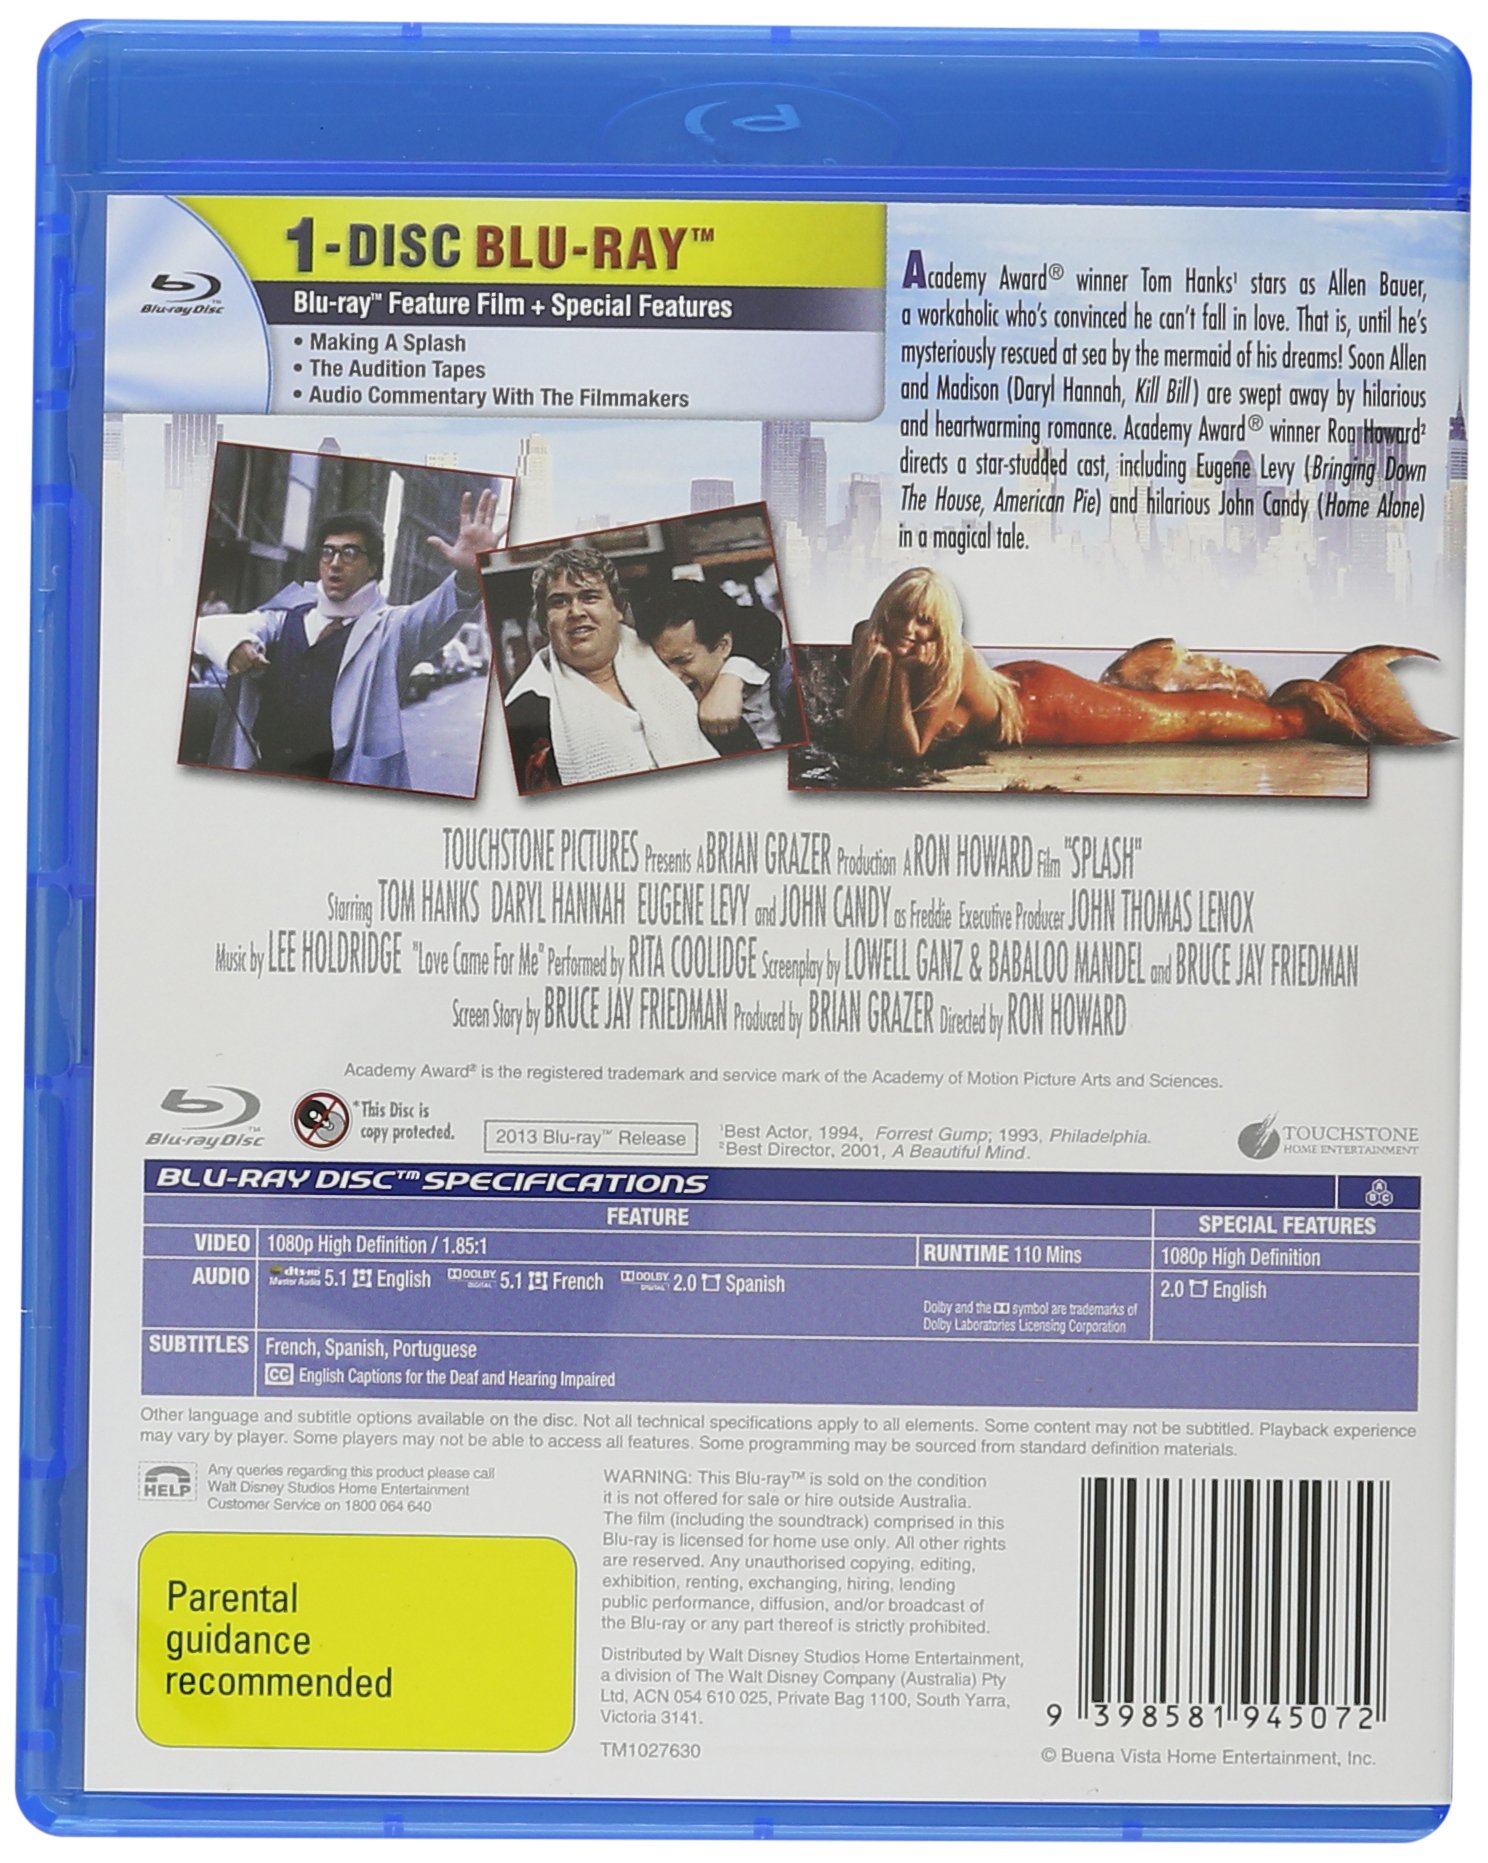 1-DISC BLU-RAY™
Blu-ray Disc™
Blu-ray™ Feature Film + Special Features
• Making A Splash
• The Audition Tapes
• Audio Commentary With The Filmmakers
Academy Award® winner Tom Hanks¹ stars as Allen Bauer,
a workaholic who's convinced he can't fall in love. That is, until he's
mysteriously rescued at sea by the mermaid of his dreams! Soon Allen
and Madison (Daryl Hannah, Kill Bill) are swept away by hilarious
and heartwarming romance. Academy Award® winner Ron Howard²
directs a star-studded cast, including Eugene Levy (Bringing Down
The House, American Pie) and hilarious John Candy (Home Alone)
in a magical tale.
TOUCHSTONE PICTURES Presents A BRIAN GRAZER Production A RON HOWARD Film "SPLASH"
Starring TOM HANKS DARYL HANNAH EUGENE LEVY and JOHN CANDY as Freddie Executive Producer JOHN THOMAS LENOX
Music by LEE HOLDRIDGE "Love Came For Me" Performed by RITA COOLIDGE Screenplay by LOWELL GANZ & BABALOO MANDEL and BRUCE JAY FRIEDMAN
Screen Story by BRUCE JAY FRIEDMAN Produced by BRIAN GRAZER Directed by RON HOWARD
Academy Award® is the registered trademark and service mark of the Academy of Motion Picture Arts and Sciences.
Blu-ray Disc™
*This Disc is
copy protected.
2013 Blu-ray™ Release
¹Best Actor, 1994, Forrest Gump; 1993, Philadelphia.
²Best Director, 2001, A Beautiful Mind.
TOUCHSTONE
HOME ENTERTAINMENT
BLU-RAY DISC™ SPECIFICATIONS
A B C
FEATURE
SPECIAL FEATURES
VIDEO 1080p High Definition / 1.85:1
RUNTIME 110 Mins
1080p High Definition
AUDIO dts-HD Master Audio 5.1 English DOLBY DIGITAL 5.1 French DOLBY DIGITAL 2.0 Spanish
2.0 English
Dolby and the symbol are trademarks of
Dolby Laboratories Licensing Corporation
SUBTITLES French, Spanish, Portuguese
CC English Captions for the Deaf and Hearing Impaired
Other language and subtitle options available on the disc. Not all technical specifications apply to all elements. Some content may not be subtitled. Playback experience
may vary by player. Some players may not be able to access all features. Some programming may be sourced from standard definition materials.
HELP
Any queries regarding this product please call
Walt Disney Studios Home Entertainment
Customer Service on 1800 064 640
Parental
guidance
recommended
WARNING: This Blu-ray™ is sold on the condition
it is not offered for sale or hire outside Australia.
The film (including the soundtrack) comprised in this
Blu-ray is licensed for home use only. All other rights
are reserved. Any unauthorised copying, editing,
exhibition, renting, exchanging, hiring, lending
public performance, diffusion, and/or broadcast of
the Blu-ray or any part thereof is strictly prohibited.
Distributed by Walt Disney Studios Home Entertainment,
a division of The Walt Disney Company (Australia) Pty
Ltd, ACN 054 610 025, Private Bag 1100, South Yarra,
Victoria 3141.
TM1027630
9 398581 945072
© Buena Vista Home Entertainment, Inc.